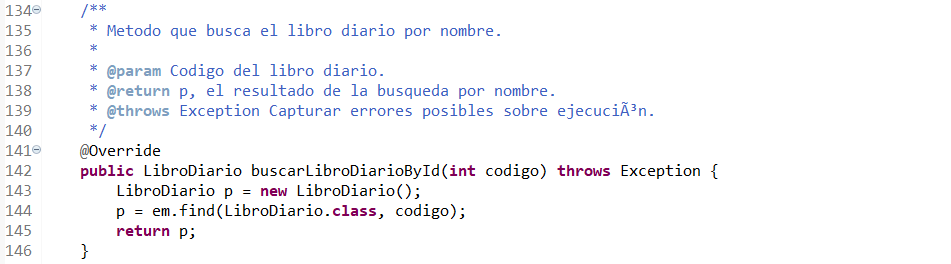 134 /**
135 * Metodo que busca el libro diario por nombre.
136 *
137 * @param Codigo del libro diario.
138 * @return p, el resultado de la busqueda por nombre.
139 * @throws Exception Capturar errores posibles sobre ejecuciÃ³n.
140 */
141 @Override
142 public LibroDiario buscarLibroDiarioById(int codigo) throws Exception {
143 LibroDiario p = new LibroDiario();
144 p = em.find(LibroDiario.class, codigo);
145 return p;
146 }